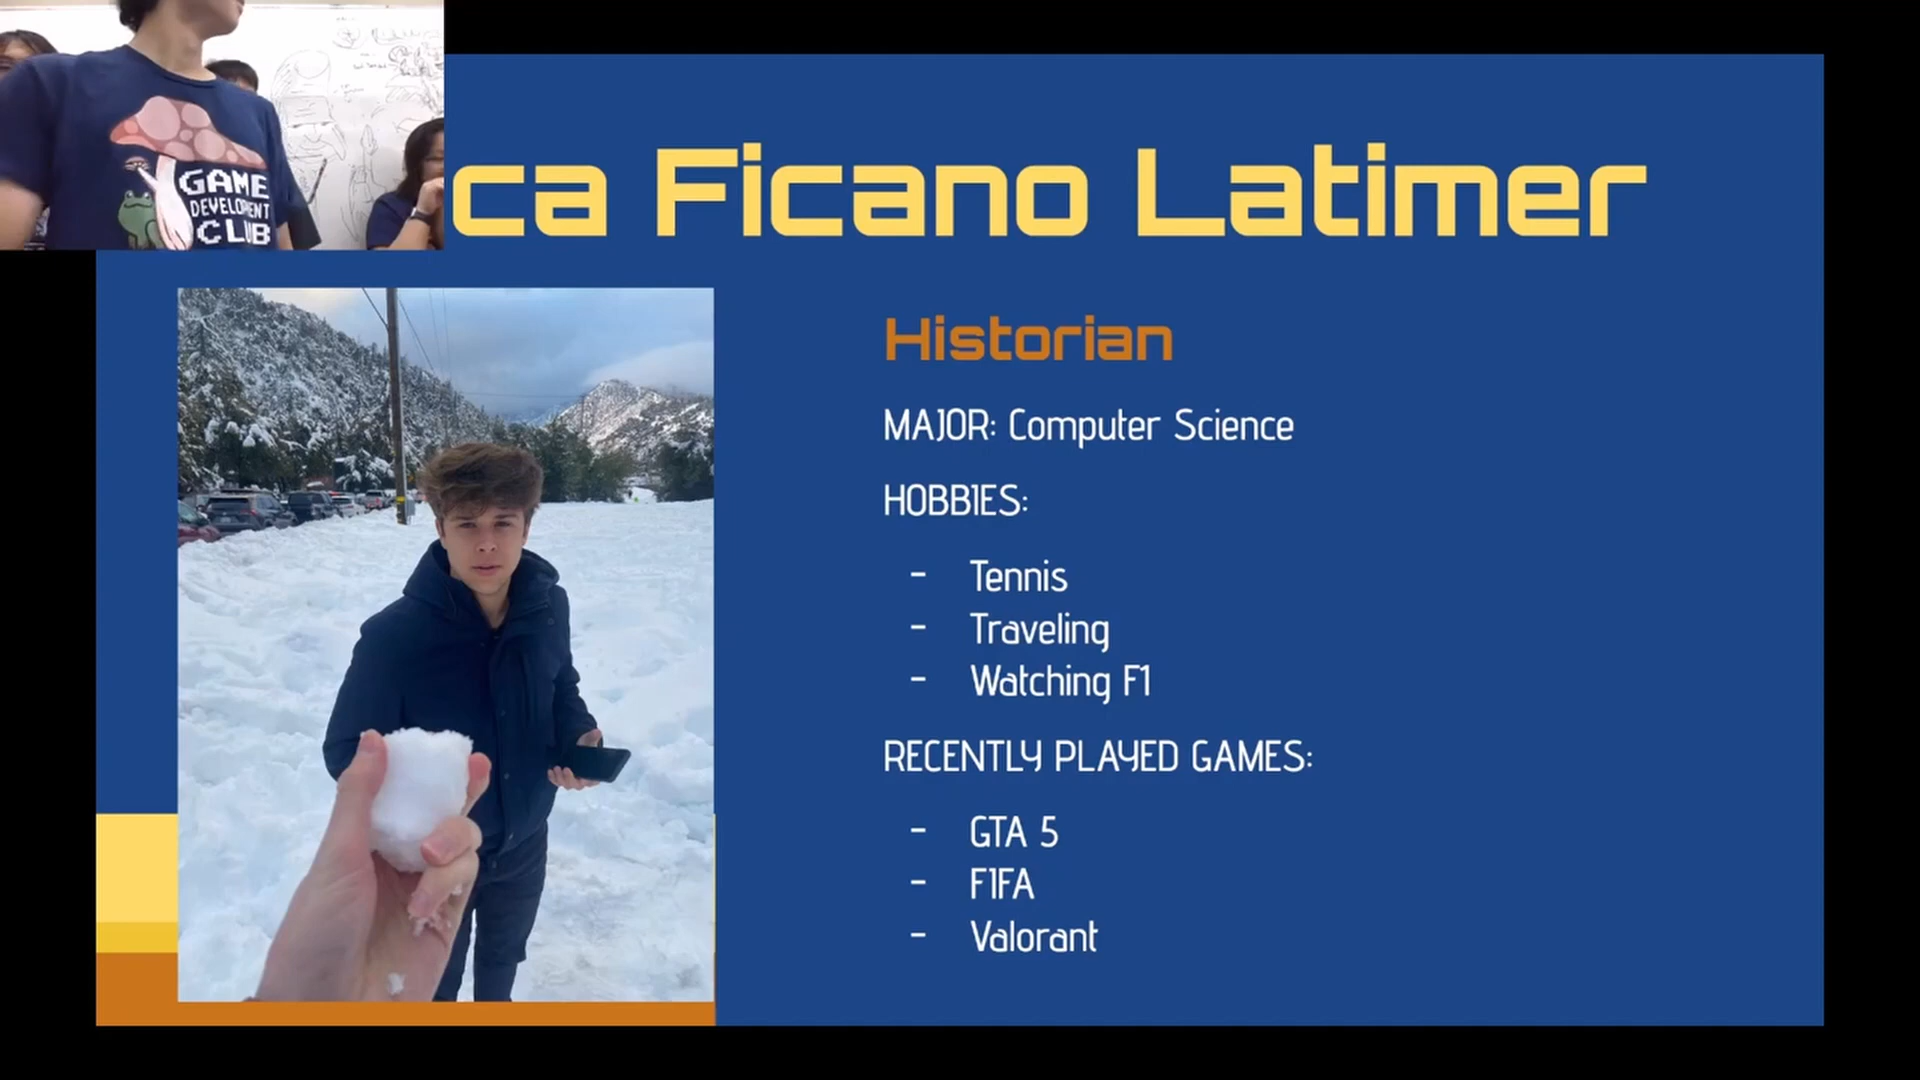 GAME
DEVELOPMENT
CLUB
ca Ficano Latimer
Historian
MAJOR: Computer Science
HOBBIES:
- Tennis
- Traveling
- Watching F1
RECENTLY PLAYED GAMES:
- GTA 5
- FIFA
- Valorant